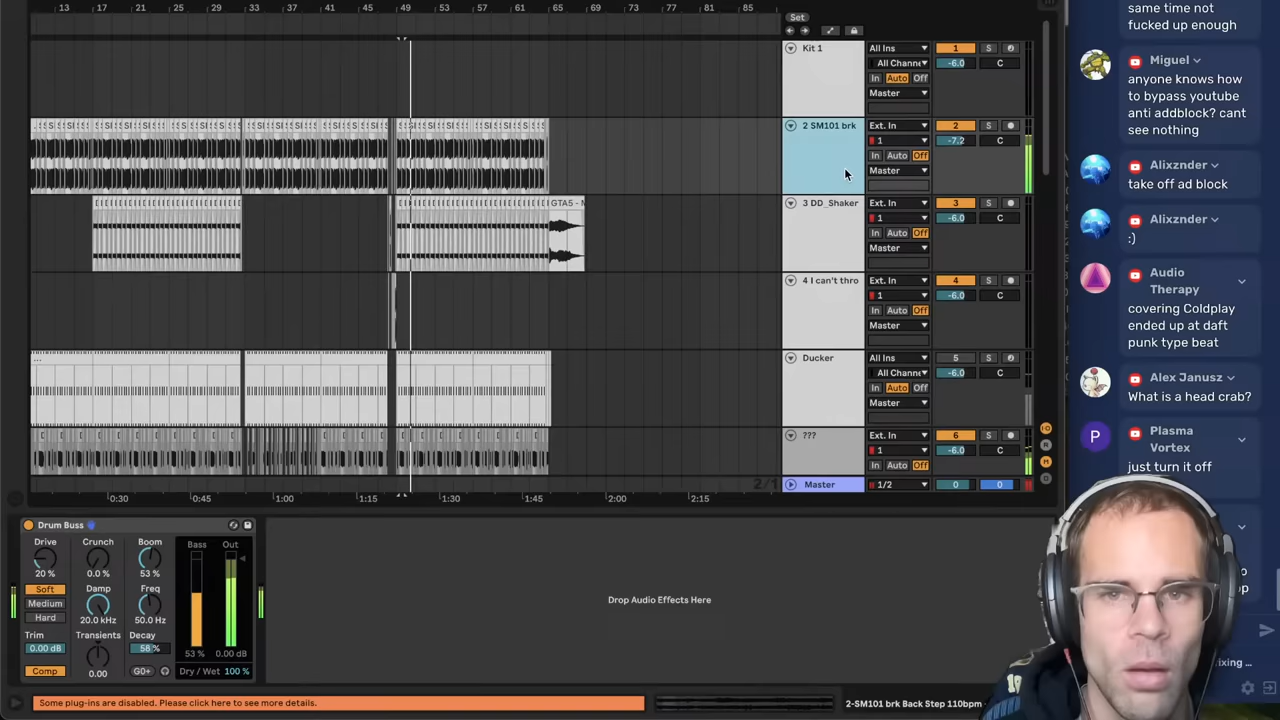 13 17 21 25 29 33 37 41 45 49 53 57 61 65 69 73 77 81 85
Set
Kit 1
All Ins
1
S
All Channe
-6.0
C
In Auto Off
Master
2 SM101 brk
Ext. In
2
S
1
-7.2
C
In Auto Off
Master
3 DD_Shaker
Ext. In
3
S
1
-6.0
C
In Auto Off
Master
GTA5 - M
4 I can't thro
Ext. In
4
S
1
-6.0
C
In Auto Off
Master
Ducker
All Ins
5
S
All Channe
-6.0
C
In Auto Off
Master
???
Ext. In
6
S
1
-6.0
C
In Auto Off
2/1
Master
1/2
0
0
0:30 0:45 1:00 1:15 1:30 1:45 2:00 2:15
Drum Buss
Drive Crunch Boom Bass Out
20 % 0.0 % 53 %
Soft Damp Freq
Medium
Hard 20.0 kHz 50.0 Hz
Trim Transients Decay
0.00 dB 58 %
53 % 0.00 dB
Comp 0.00 G0 Dry / Wet 100 %
Drop Audio Effects Here
Some plug-ins are disabled. Please click here to see more details.
2-SM101 brk Back Step 110bpm
same time not
fucked up enough
Miguel
anyone knows how
to bypass youtube
anti addblock? cant
see nothing
Alixznder
take off ad block
Alixznder
:)
Audio
Therapy
covering Coldplay
ended up at daft
punk type beat
Alex Janusz
What is a head crab?
P
Plasma
Vortex
just turn it off